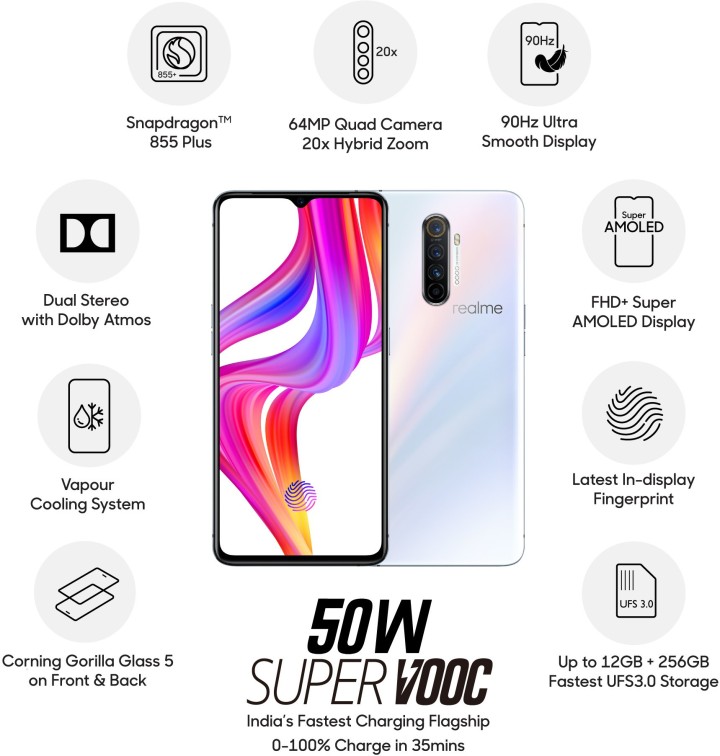 855+
20x
90Hz
Snapdragon™
855 Plus
64MP Quad Camera
20x Hybrid Zoom
90Hz Ultra
Smooth Display
Super
AMOLED
realme
Dual Stereo
with Dolby Atmos
FHD+ Super
AMOLED Display
Vapour
Cooling System
Latest In-display
Fingerprint
UFS 3.0
Corning Gorilla Glass 5
on Front & Back
Up to 12GB + 256GB
Fastest UFS3.0 Storage
50W
SUPER VOOC
India's Fastest Charging Flagship
0-100% Charge in 35mins